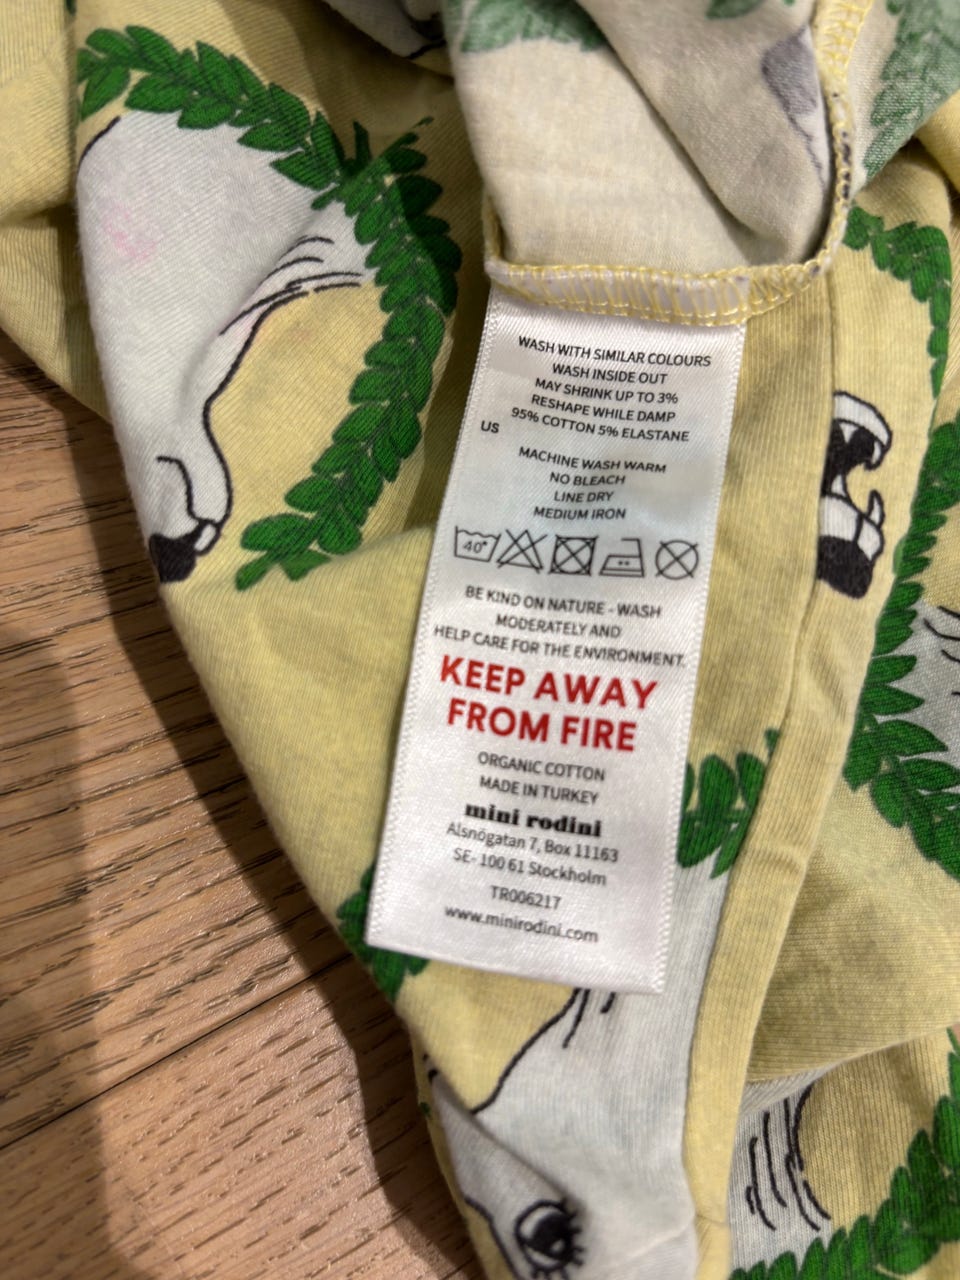 WASH WITH SIMILAR COLOURS
WASH INSIDE OUT
MAY SHRINK UP TO 3%
RESHAPE WHILE DAMP
95% COTTON 5% ELASTANE
US
MACHINE WASH WARM
NO BLEACH
LINE DRY
MEDIUM IRON
40°
BE KIND ON NATURE - WASH
MODERATELY AND
HELP CARE FOR THE ENVIRONMENT.
KEEP AWAY
FROM FIRE
ORGANIC COTTON
MADE IN TURKEY
mini rodini
Alsnögatan 7, Box 11163
SE- 100 61 Stockholm
TR006217
www.minirodini.com